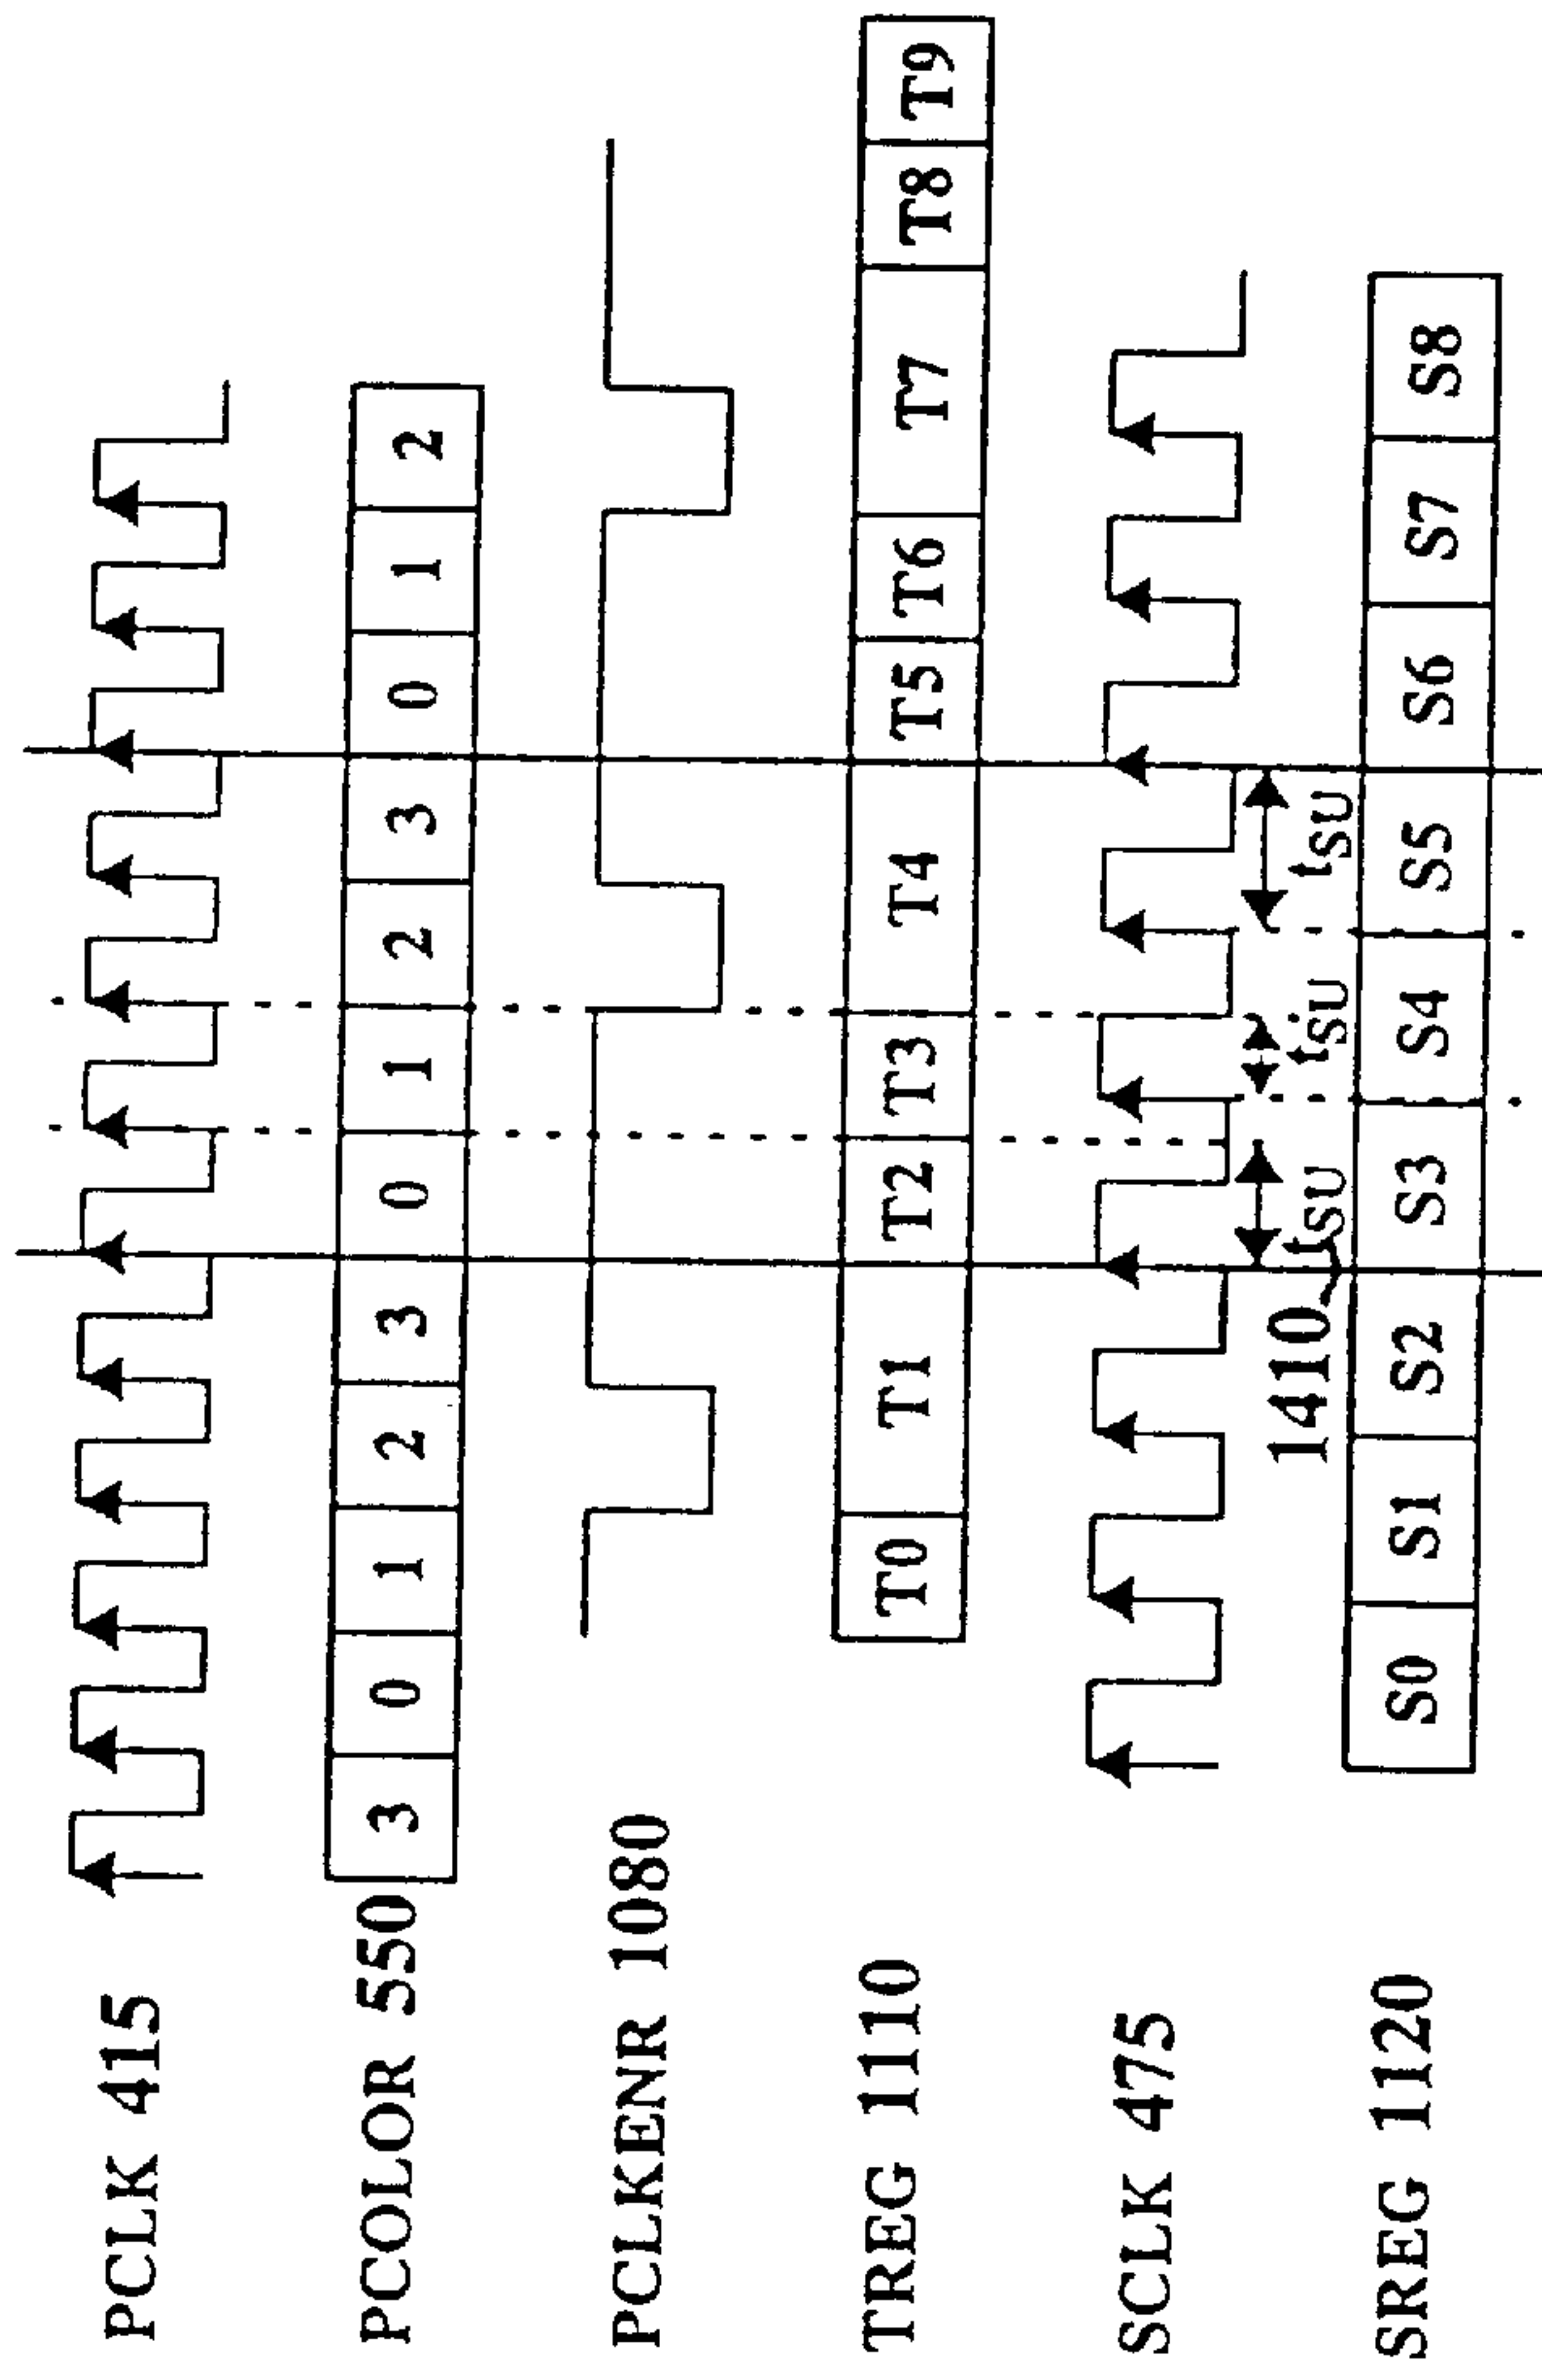 PCLK 415
PCOLOR 550 3 0 1 2 3 0 1 2 3 0 1 2
PCLKENR 1080
TREG 1110 T0 T1 T2 T3 T4 T5 T6 T7 T8 T9
SCLK 475
1410 tSU tSU tSU
SREG 1120 S0 S1 S2 S3 S4 S5 S6 S7 S8